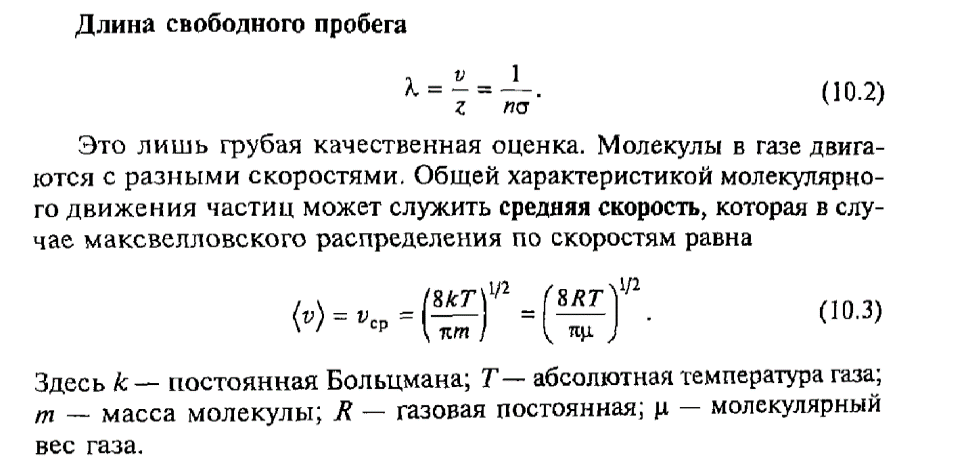 Длина свободного пробега
λ = v/z = 1/nσ. (10.2)
Это лишь грубая качественная оценка. Молекулы в газе двига-
ются с разными скоростями. Общей характеристикой молекулярно-
го движения частиц может служить средняя скорость, которая в слу-
чае максвелловского распределения по скоростям равна
⟨v⟩ = v_ср = (8kT/πm)^1/2 = (8RT/πμ)^1/2 . (10.3)
Здесь k — постоянная Больцмана; T — абсолютная температура газа;
m — масса молекулы; R — газовая постоянная; μ — молекулярный
вес газа.